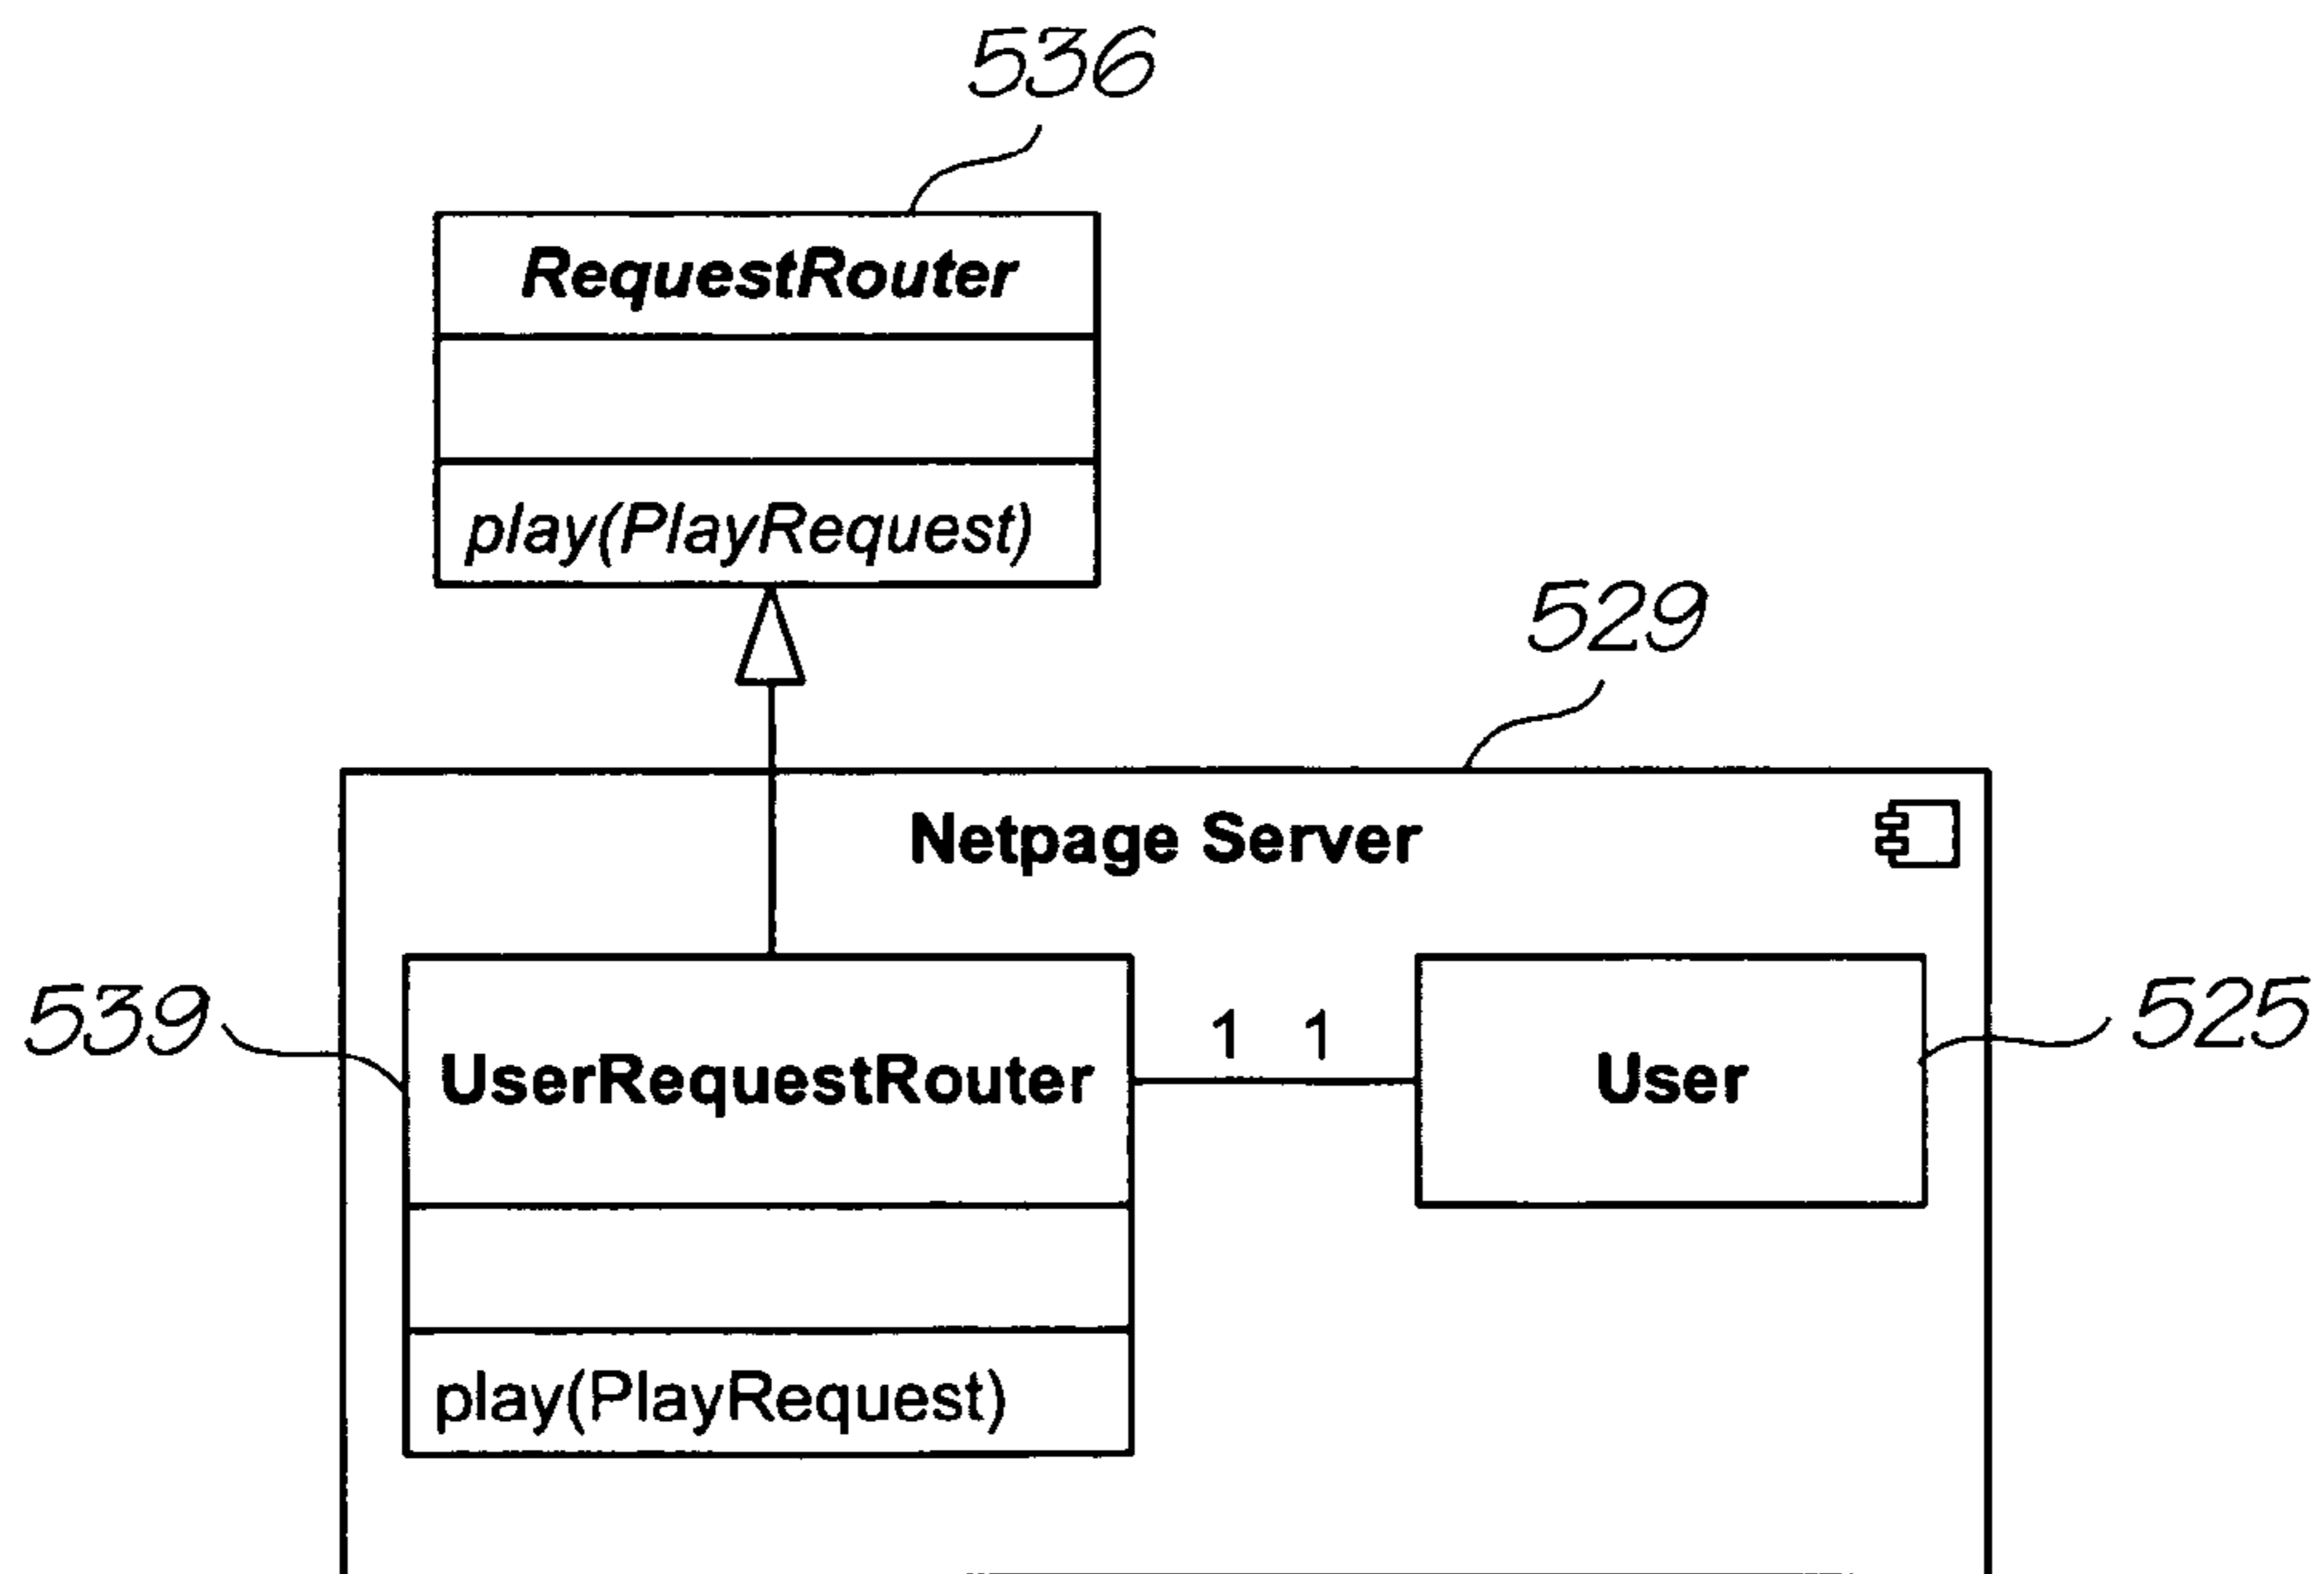 536
RequestRouter
play(PlayRequest)
529
Netpage Server
539
UserRequestRouter
1 1
User
525
play(PlayRequest)